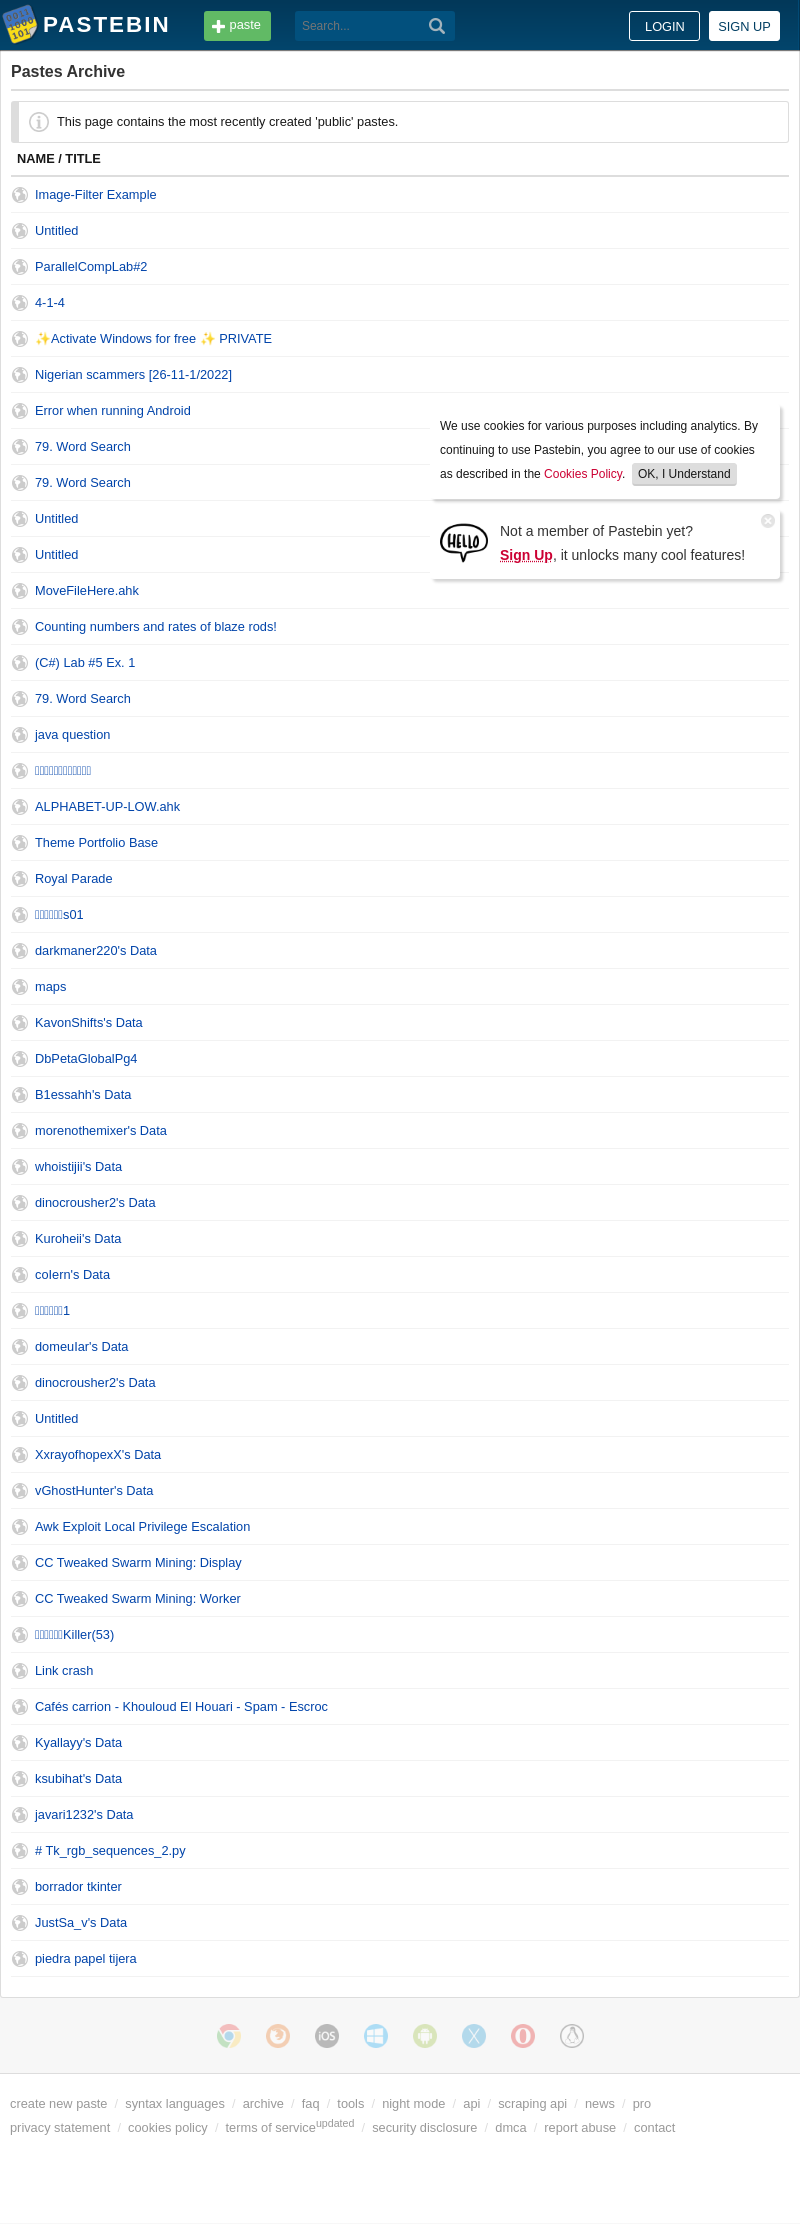 PASTEBIN
paste
Search...
LOGIN
SIGN UP
Pastes Archive
This page contains the most recently created 'public' pastes.
NAME / TITLE
Image-Filter Example
Untitled
ParallelCompLab#2
4-1-4
✨Activate Windows for free ✨ PRIVATE
Nigerian scammers [26-11-1/2022]
Error when running Android
79. Word Search
79. Word Search
Untitled
Untitled
We use cookies for various purposes including analytics. By
continuing to use Pastebin, you agree to our use of cookies
as described in the Cookies Policy. OK, I Understand
HELLO
Not a member of Pastebin yet?
Sign Up, it unlocks many cool features!
MoveFileHere.ahk
Counting numbers and rates of blaze rods!
(C#) Lab #5 Ex. 1
79. Word Search
java question
ALPHABET-UP-LOW.ahk
Theme Portfolio Base
Royal Parade
s01
darkmaner220's Data
maps
KavonShifts's Data
DbPetaGlobalPg4
B1essahh's Data
morenothemixer's Data
whoistijii's Data
dinocrousher2's Data
Kuroheii's Data
coIern's Data
1
domeuIar's Data
dinocrousher2's Data
Untitled
XxrayofhopexX's Data
vGhostHunter's Data
Awk Exploit Local Privilege Escalation
CC Tweaked Swarm Mining: Display
CC Tweaked Swarm Mining: Worker
Killer(53)
Link crash
Cafés carrion - Khouloud El Houari - Spam - Escroc
Kyallayy's Data
ksubihat's Data
javari1232's Data
# Tk_rgb_sequences_2.py
borrador tkinter
JustSa_v's Data
piedra papel tijera
iOS
create new paste / syntax languages / archive / faq / tools / night mode / api / scraping api / news / pro
privacy statement / cookies policy / terms of service updated / security disclosure / dmca / report abuse / contact